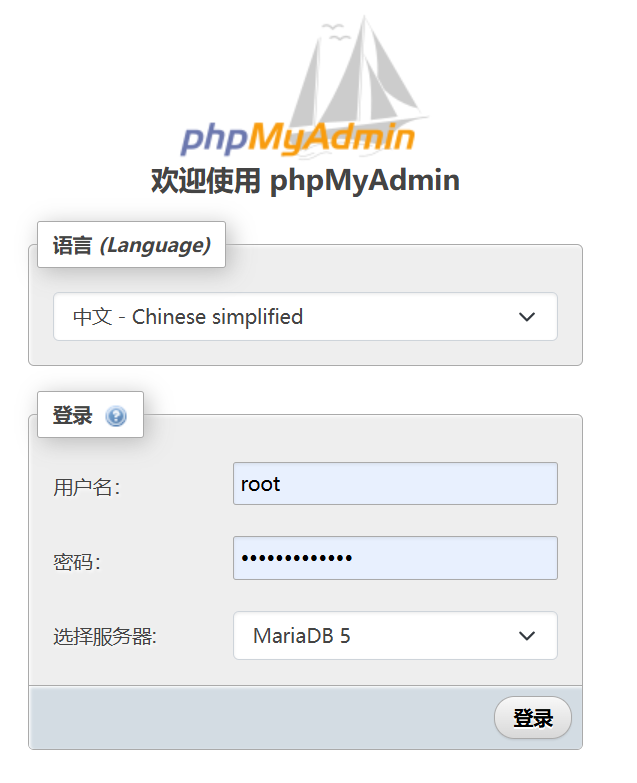 phpMyAdmin
欢迎使用 phpMyAdmin
语言 (Language)
中文 - Chinese simplified
登录
用户名：
root
密码：
•••••••••••••
选择服务器:
MariaDB 5
登录